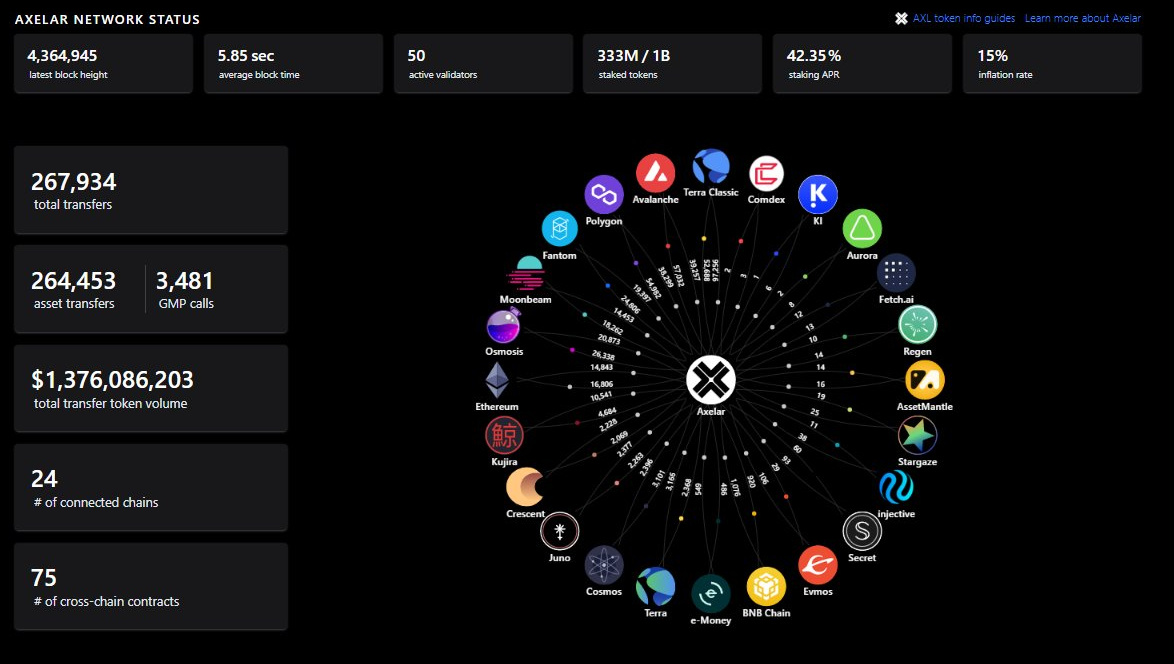 AXELAR NETWORK STATUS
AXL token info guides Learn more about Axelar
4,364,945
latest block height
5.85 sec
average block time
50
active validators
333M / 1B
staked tokens
42.35%
staking APR
15%
inflation rate
267,934
total transfers
264,453
asset transfers
3,481
GMP calls
$1,376,086,203
total transfer token volume
24
# of connected chains
75
# of cross-chain contracts
Terra Classic
Comdex
KI
Aurora
Fetch.ai
Regen
AssetMantle
Stargaze
injective
Secret
Evmos
BNB Chain
e-Money
Terra
Cosmos
Juno
Crescent
鯨
Kujira
Ethereum
Osmosis
Moonbeam
Fantom
Polygon
Avalanche
Axelar
97,256
2
3
1
6
2
8
12
13
10
14
14
16
19
25
11
38
60
93
29
106
920
1,076
486
549
2,368
3,166
3,101
2,396
2,263
2,377
2,069
2,228
4,684
10,541
16,806
14,843
26,338
20,873
18,262
14,453
24,606
19,397
54,982
38,299
57,032
39,257
52,688